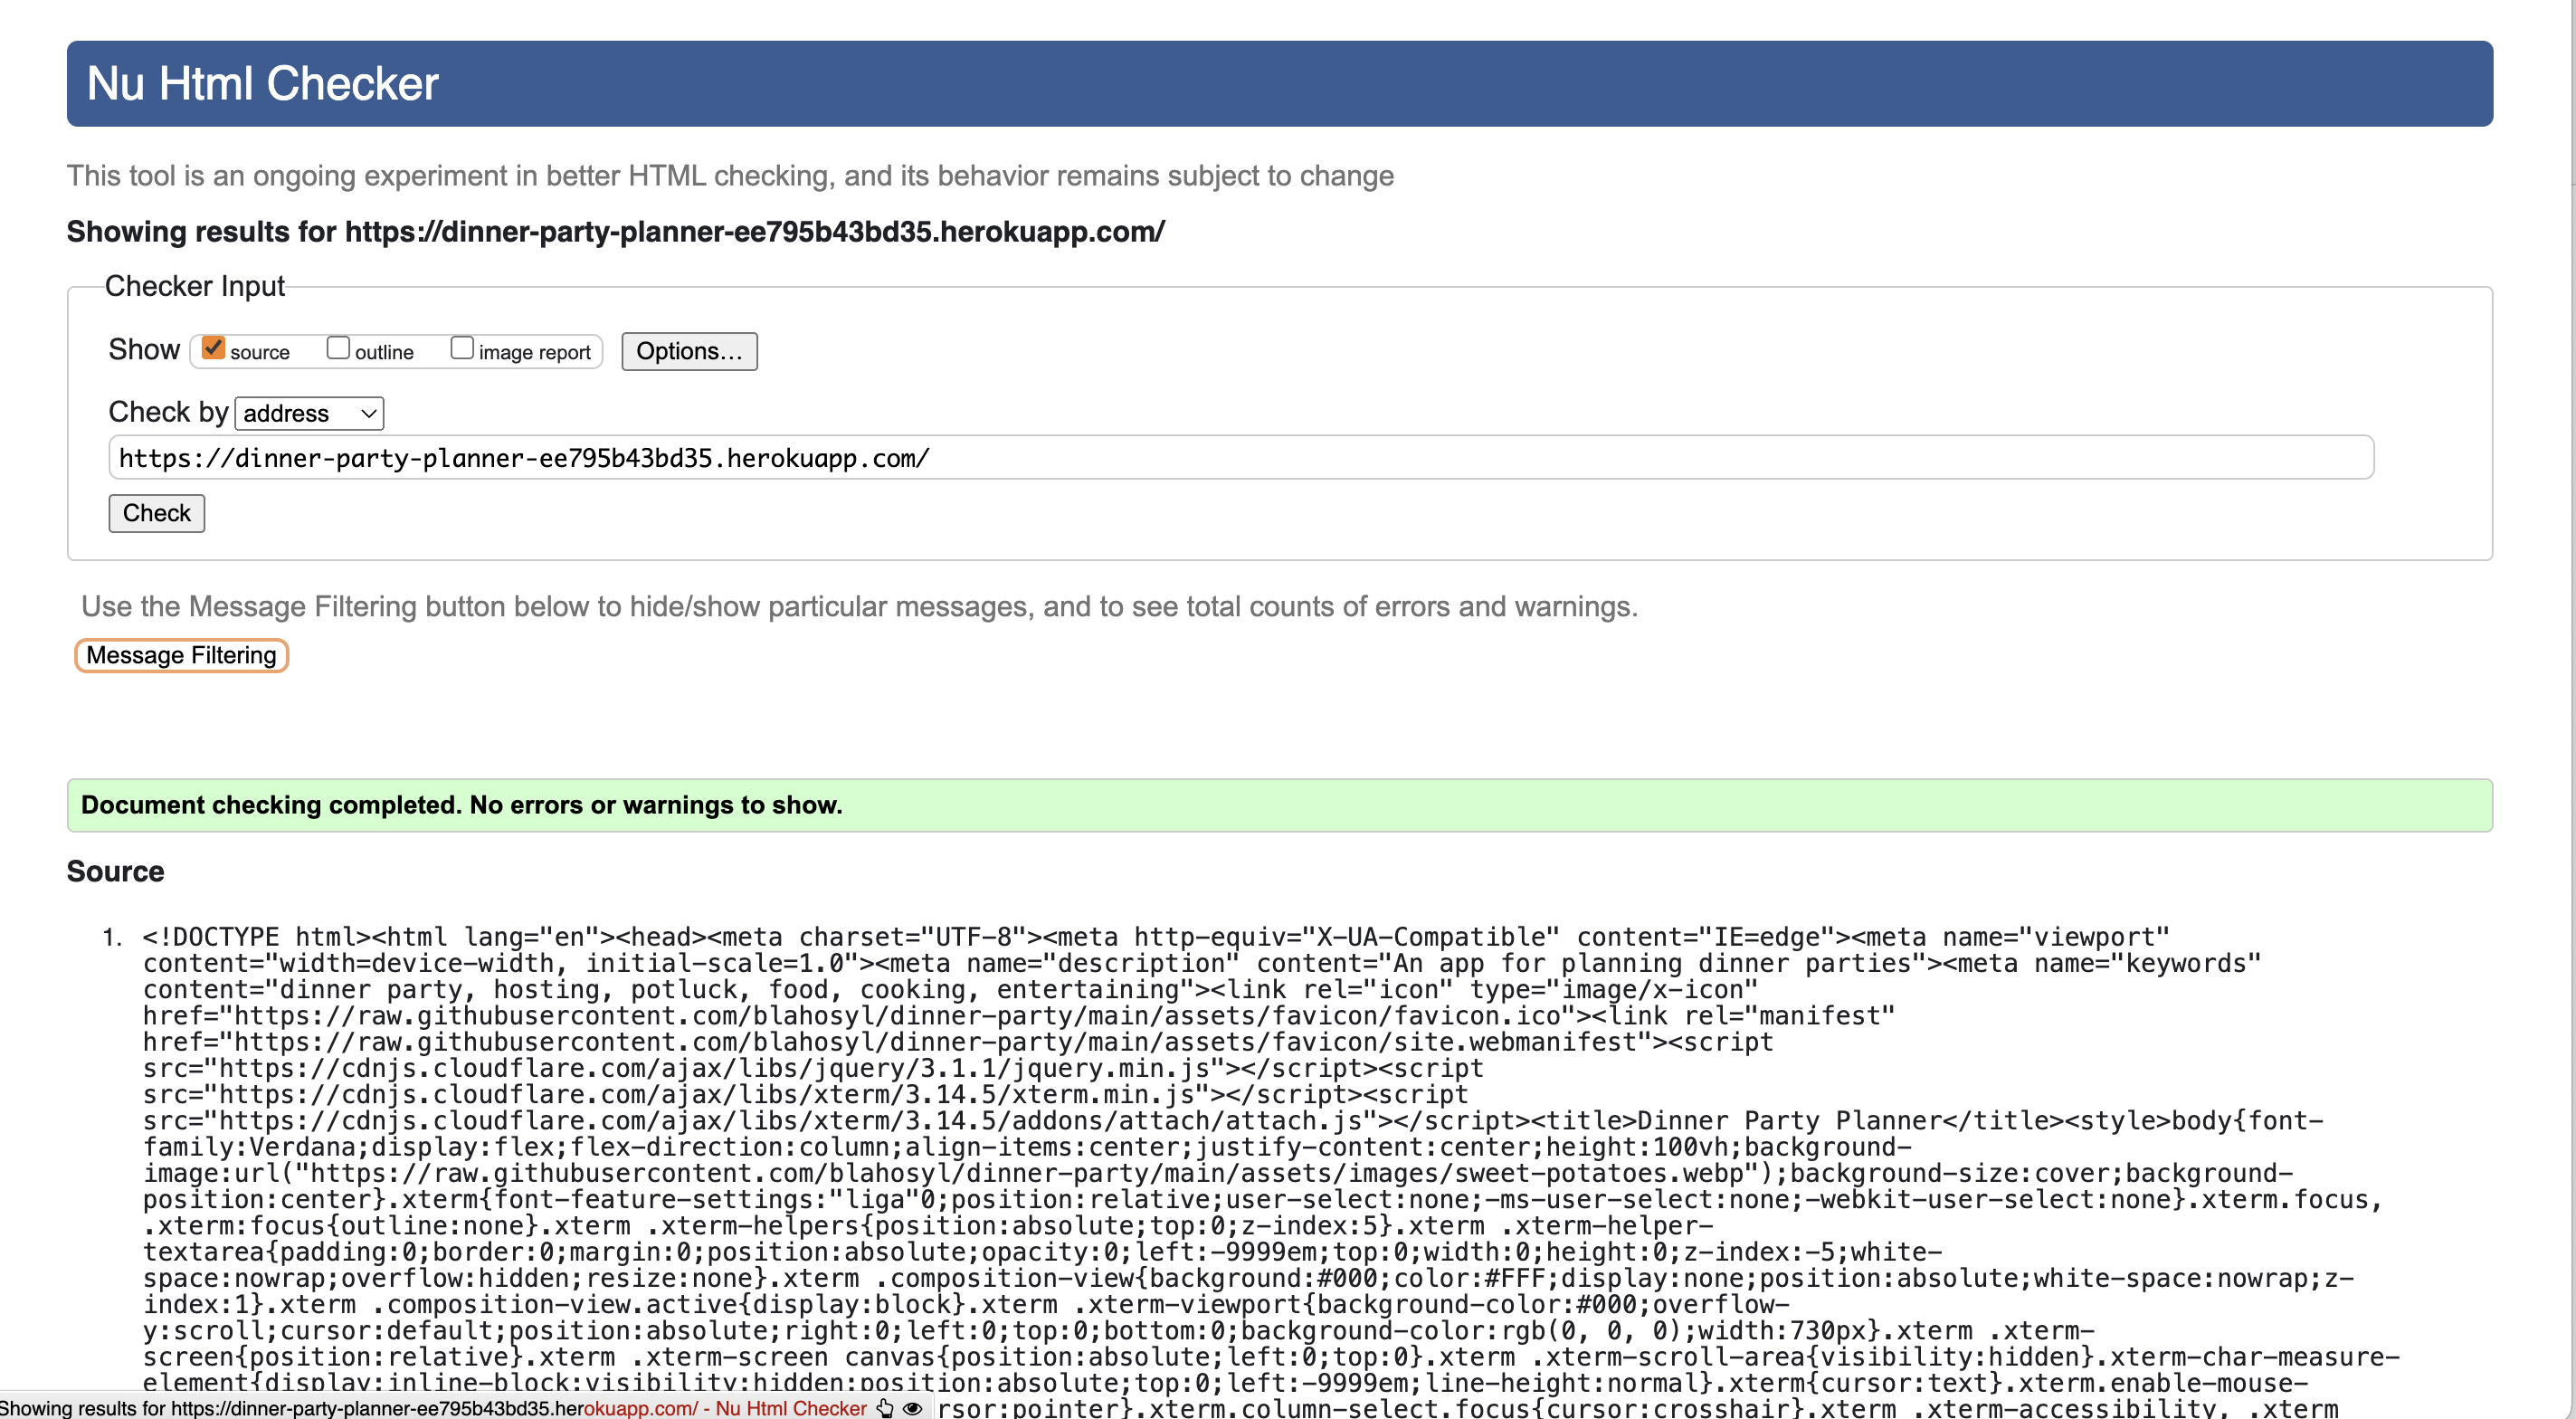 Nu Html Checker
This tool is an ongoing experiment in better HTML checking, and its behavior remains subject to change
Showing results for https://dinner-party-planner-ee795b43bd35.herokuapp.com/
Checker Input
Show source outline image report Options…
Check by address
https://dinner-party-planner-ee795b43bd35.herokuapp.com/
Check
Use the Message Filtering button below to hide/show particular messages, and to see total counts of errors and warnings.
Message Filtering
Document checking completed. No errors or warnings to show.
Source
1. <!DOCTYPE html><html lang="en"><head><meta charset="UTF-8"><meta http-equiv="X-UA-Compatible" content="IE=edge"><meta name="viewport"
content="width=device-width, initial-scale=1.0"><meta name="description" content="An app for planning dinner parties"><meta name="keywords"
content="dinner party, hosting, potluck, food, cooking, entertaining"><link rel="icon" type="image/x-icon"
href="https://raw.githubusercontent.com/blahosyl/dinner-party/main/assets/favicon/favicon.ico"><link rel="manifest"
href="https://raw.githubusercontent.com/blahosyl/dinner-party/main/assets/favicon/site.webmanifest"><script
src="https://cdnjs.cloudflare.com/ajax/libs/jquery/3.1.1/jquery.min.js"></script><script
src="https://cdnjs.cloudflare.com/ajax/libs/xterm/3.14.5/xterm.min.js"></script><script
src="https://cdnjs.cloudflare.com/ajax/libs/xterm/3.14.5/addons/attach/attach.js"></script><title>Dinner Party Planner</title><style>body{font-
family:Verdana;display:flex;flex-direction:column;align-items:center;justify-content:center;height:100vh;background-
image:url("https://raw.githubusercontent.com/blahosyl/dinner-party/main/assets/images/sweet-potatoes.webp");background-size:cover;background-
position:center}.xterm{font-feature-settings:"liga"0;position:relative;user-select:none;-ms-user-select:none;-webkit-user-select:none}.xterm.focus,
.xterm:focus{outline:none}.xterm .xterm-helpers{position:absolute;top:0;z-index:5}.xterm .xterm-helper-
textarea{padding:0;border:0;margin:0;position:absolute;opacity:0;left:-9999em;top:0;width:0;height:0;z-index:-5;white-
space:nowrap;overflow:hidden;resize:none}.xterm .composition-view{background:#000;color:#FFF;display:none;position:absolute;white-space:nowrap;z-
index:1}.xterm .composition-view.active{display:block}.xterm .xterm-viewport{background-color:#000;overflow-
y:scroll;cursor:default;position:absolute;right:0;left:0;top:0;bottom:0;background-color:rgb(0, 0, 0);width:730px}.xterm .xterm-
screen{position:relative}.xterm .xterm-screen canvas{position:absolute;left:0;top:0}.xterm .xterm-scroll-area{visibility:hidden}.xterm-char-measure-
element{display:inline-block;visibility:hidden;position:absolute;top:0;left:-9999em;line-height:normal}.xterm{cursor:text}.xterm.enable-mouse-
rsor:pointer}.xterm.column-select.focus{cursor:crosshair}.xterm .xterm-accessibility, .xterm
Showing results for https://dinner-party-planner-ee795b43bd35.herokuapp.com/ - Nu Html Checker